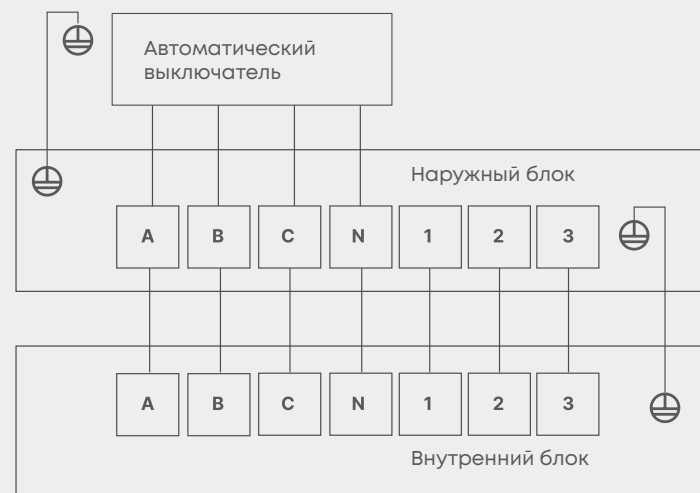 Автоматический
выключатель
Наружный блок
A B C N 1 2 3
A B C N 1 2 3
Внутренний блок